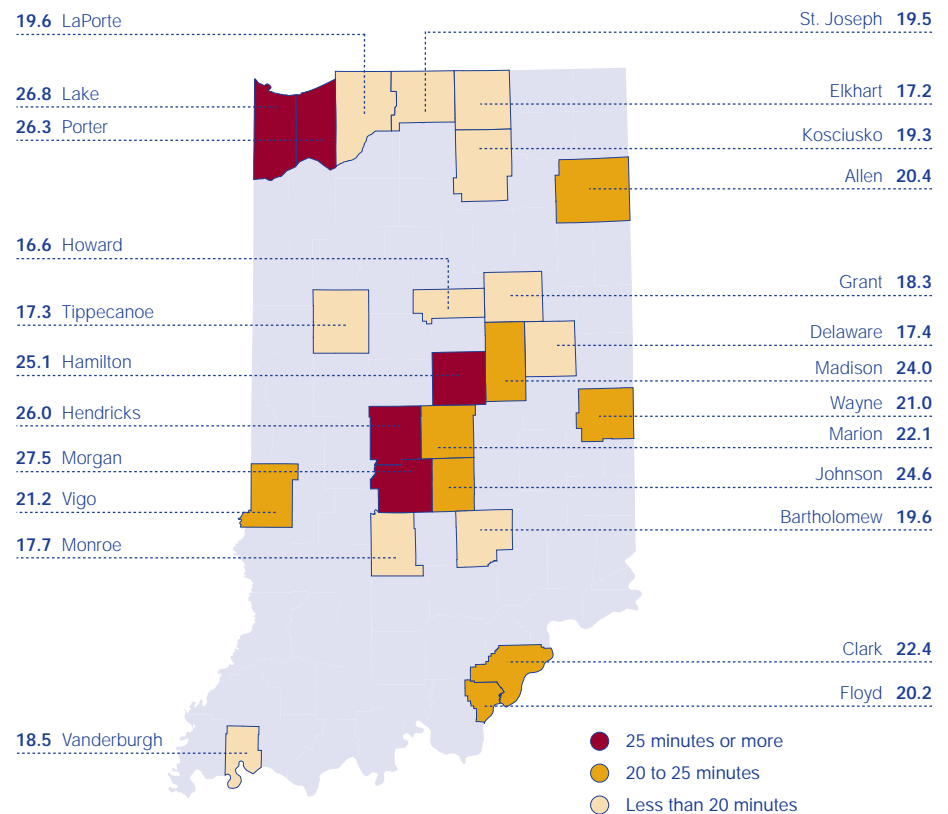 19.6 LaPorte
26.8 Lake
26.3 Porter
16.6 Howard
17.3 Tippecanoe
25.1 Hamilton
26.0 Hendricks
27.5 Morgan
21.2 Vigo
17.7 Monroe
18.5 Vanderburgh
St. Joseph 19.5
Elkhart 17.2
Kosciusko 19.3
Allen 20.4
Grant 18.3
Delaware 17.4
Madison 24.0
Wayne 21.0
Marion 22.1
Johnson 24.6
Bartholomew 19.6
Clark 22.4
Floyd 20.2
25 minutes or more
20 to 25 minutes
Less than 20 minutes